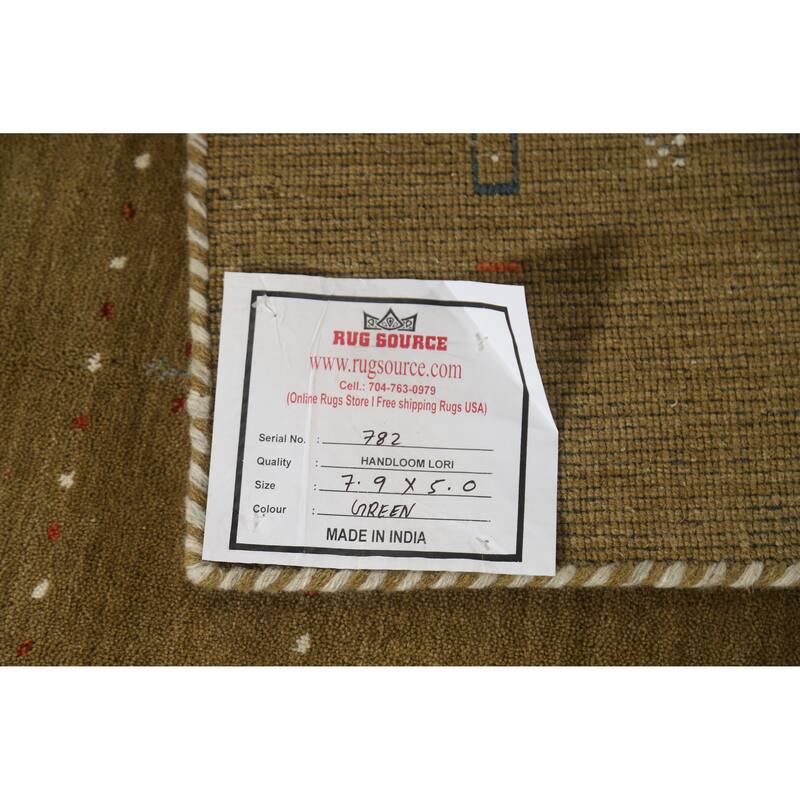 RUG SOURCE
www.rugsource.com
Cell.: 704-763-0979
(Online Rugs Store I Free shipping Rugs USA)
Serial No. : 782
Quality : HANDLOOM LORI
Size : 7.9 X 5.0
Colour : GREEN
MADE IN INDIA